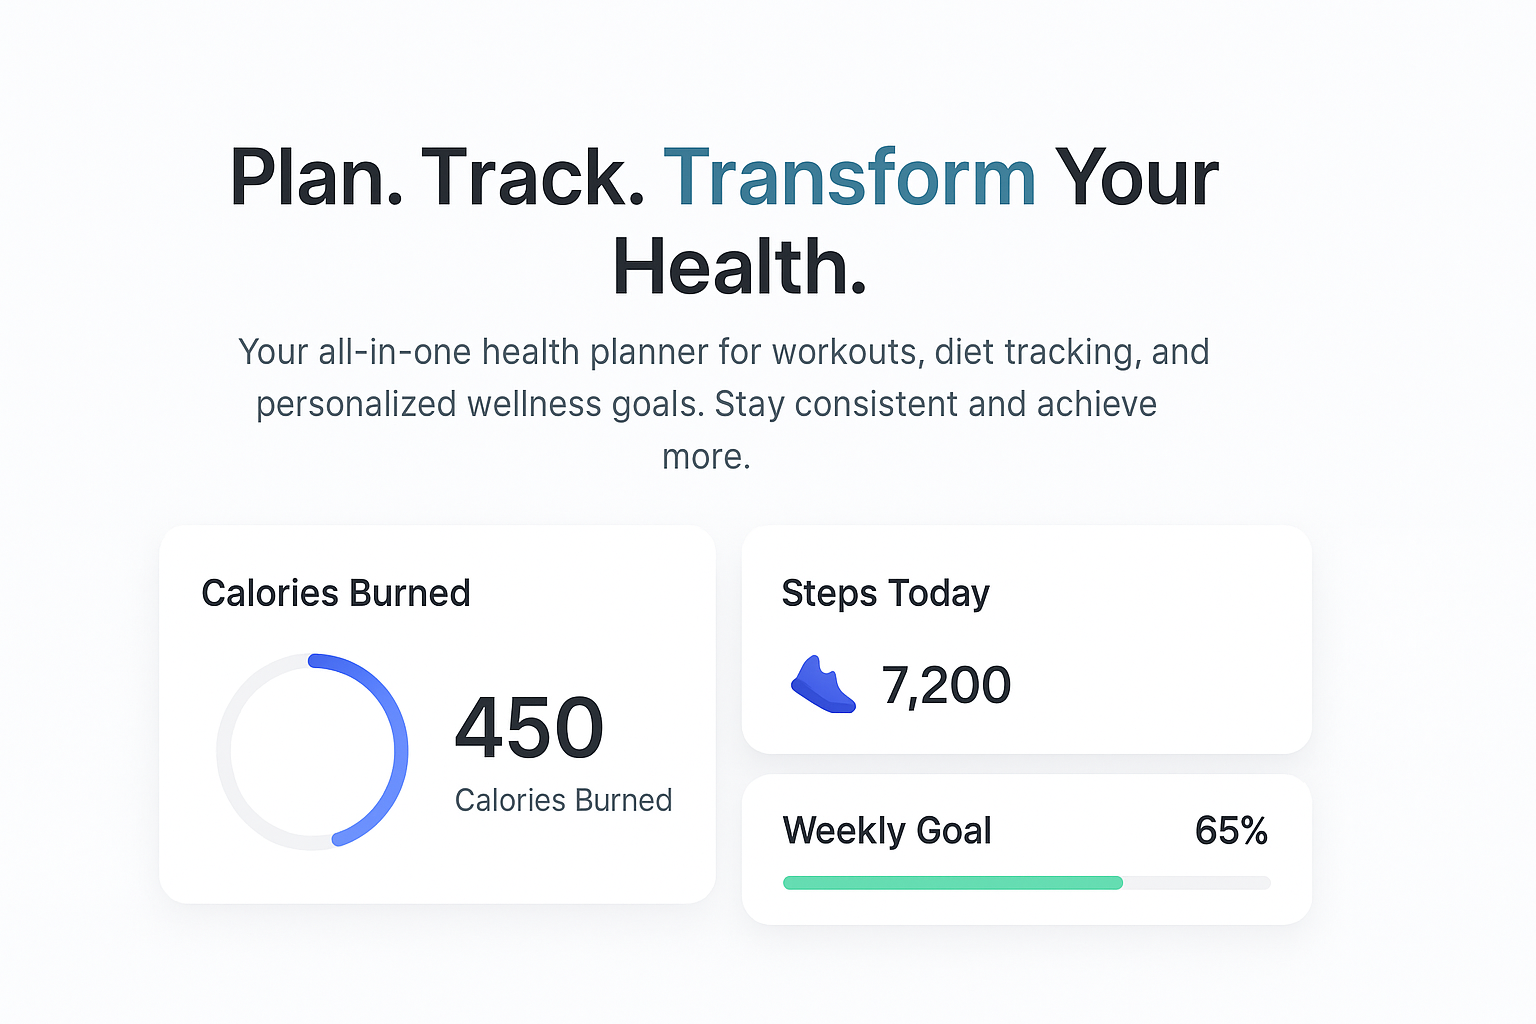 Plan. Track. Transform Your
Health.
Your all-in-one health planner for workouts, diet tracking, and
personalized wellness goals. Stay consistent and achieve
more.
Calories Burned
450
Calories Burned
Steps Today
7,200
Weekly Goal 65%